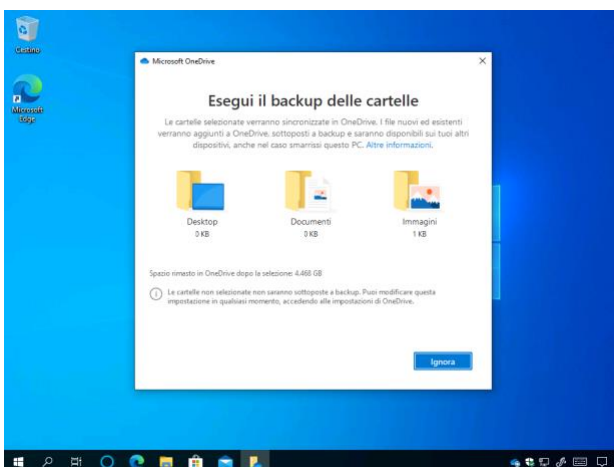 Cestino
Microsoft
Edge
Microsoft OneDrive
Esegui il backup delle cartelle
Le cartelle selezionate verranno sincronizzate in OneDrive. I file nuovi ed esistenti
verranno aggiunti a OneDrive, sottoposti a backup e saranno disponibili sui tuoi altri
dispositivi, anche nel caso smarrissi questo PC. Altre informazioni.
Desktop
0 KB
Documenti
0 KB
Immagini
1 KB
Spazio rimasto in OneDrive dopo la selezione: 4.468 GB
Le cartelle non selezionate non saranno sottoposte a backup. Puoi modificare questa
impostazione in qualsiasi momento, accedendo alle impostazioni di OneDrive.
Ignora